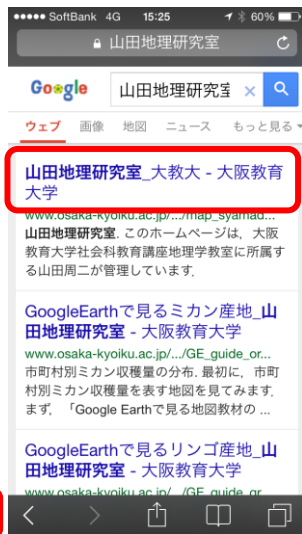 ●●●●● SoftBank 4G 15:25 60%
山田地理研究室
Google 山田地理研究室 ×
ウェブ 画像 地図 ニュース もっと見る
山田地理研究室_大教大 - 大阪教育
大学
www.osaka-kyoiku.ac.jp/.../map_syamad...
山田地理研究室. このホームページは、大阪
教育大学社会科教育講座地理学教室に所属す
る山田周二が管理しています.
GoogleEarthで見るミカン産地_山
田地理研究室 - 大阪教育大学
www.osaka-kyoiku.ac.jp/.../GE_guide_or...
市町村別ミカン収穫量の分布. 最初に、市町
村別ミカン収穫量を表す地図を見てみます.
まず, 「Google Earthで見る地図教材の ...
GoogleEarthで見るリンゴ産地_山
田地理研究室 - 大阪教育大学
www.osaka-kyoiku.ac.jp/.../GE_guide_gr...